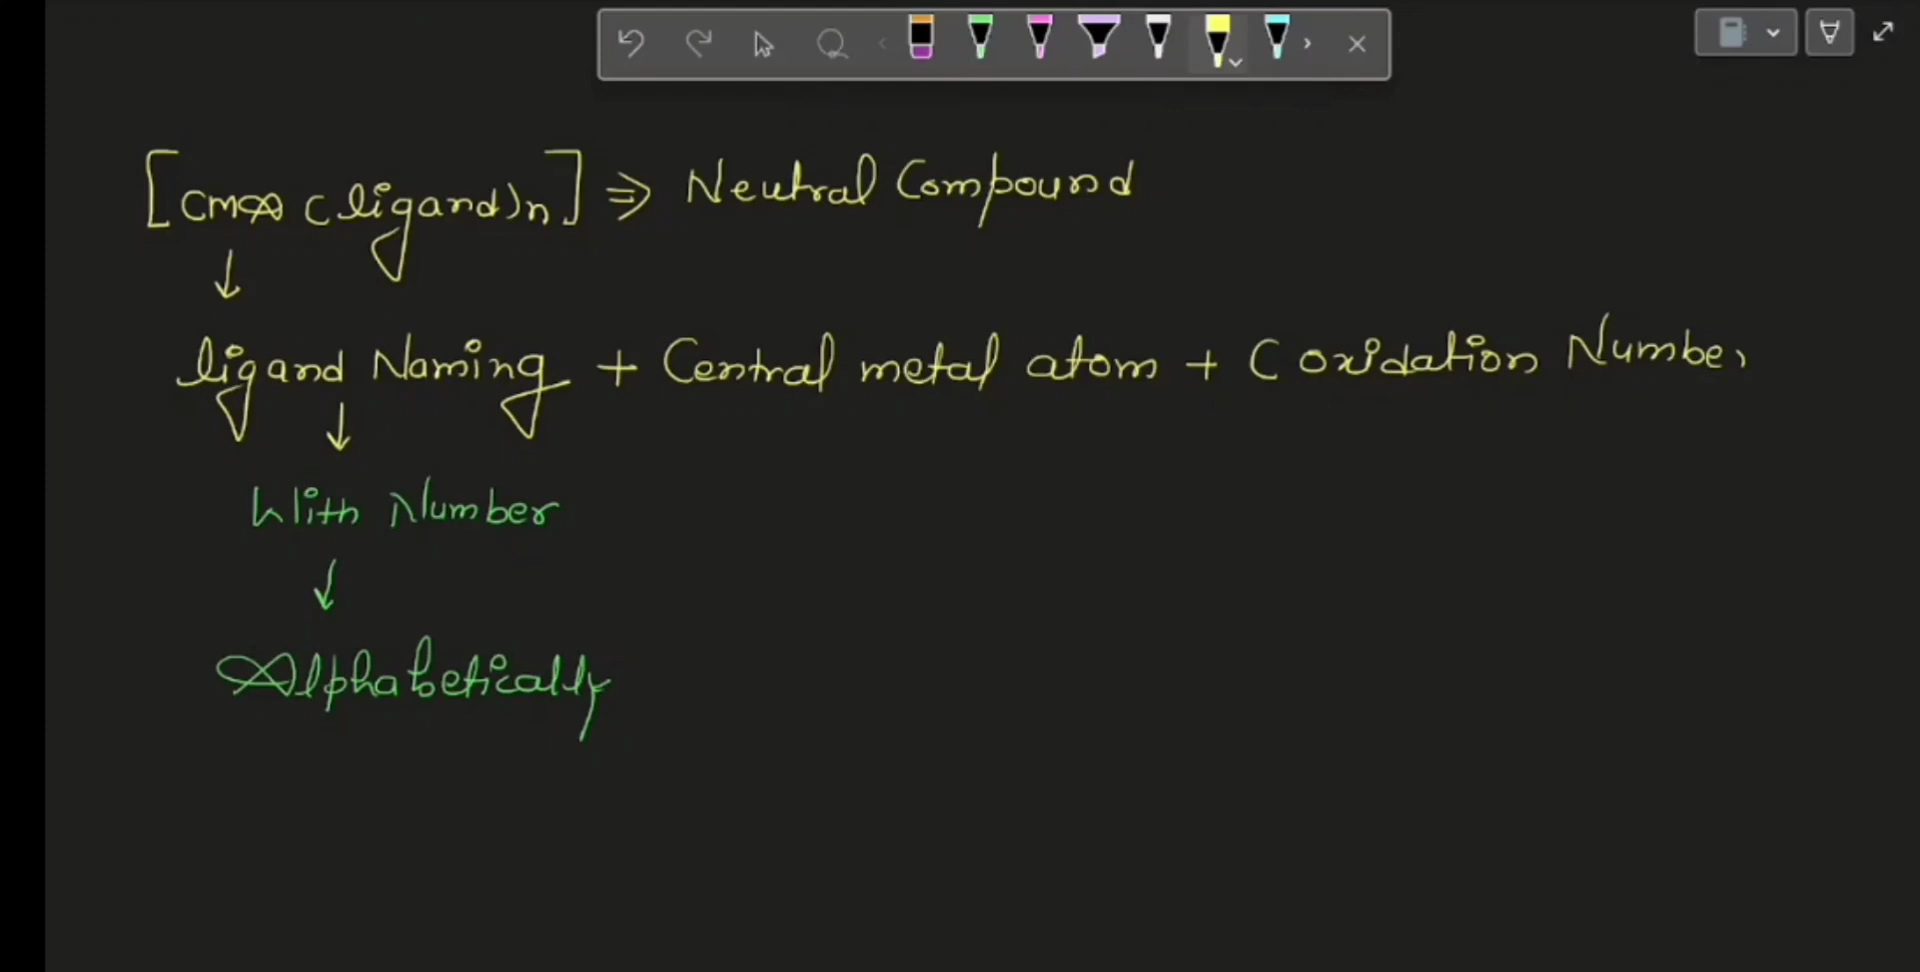 [CMA (ligand)n] ⇒ Neutral Compound
↓
ligand Naming + Central metal atom + (oxidation Number
↓
With Number
↓
Alphabetically